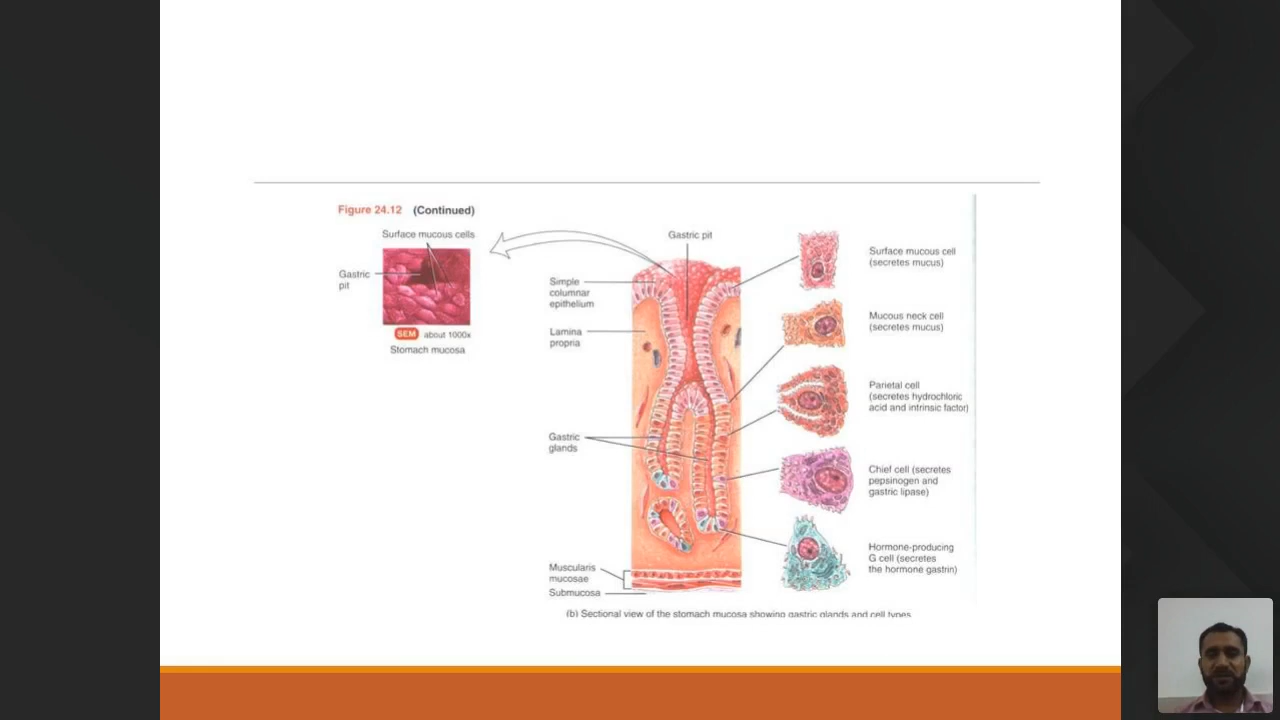 Figure 24.12 (Continued)
Surface mucous cells
Gastric
pit
SEM about 1000x
Stomach mucosa
Gastric pit
Simple
columnar
epithelium
Lamina
propria
Gastric
glands
Muscularis
mucosae
Submucosa
Surface mucous cell
(secretes mucus)
Mucous neck cell
(secretes mucus)
Parietal cell
(secretes hydrochloric
acid and intrinsic factor)
Chief cell (secretes
pepsinogen and
gastric lipase)
Hormone-producing
G cell (secretes
the hormone gastrin)
(b) Sectional view of the stomach mucosa showing gastric glands and cell types